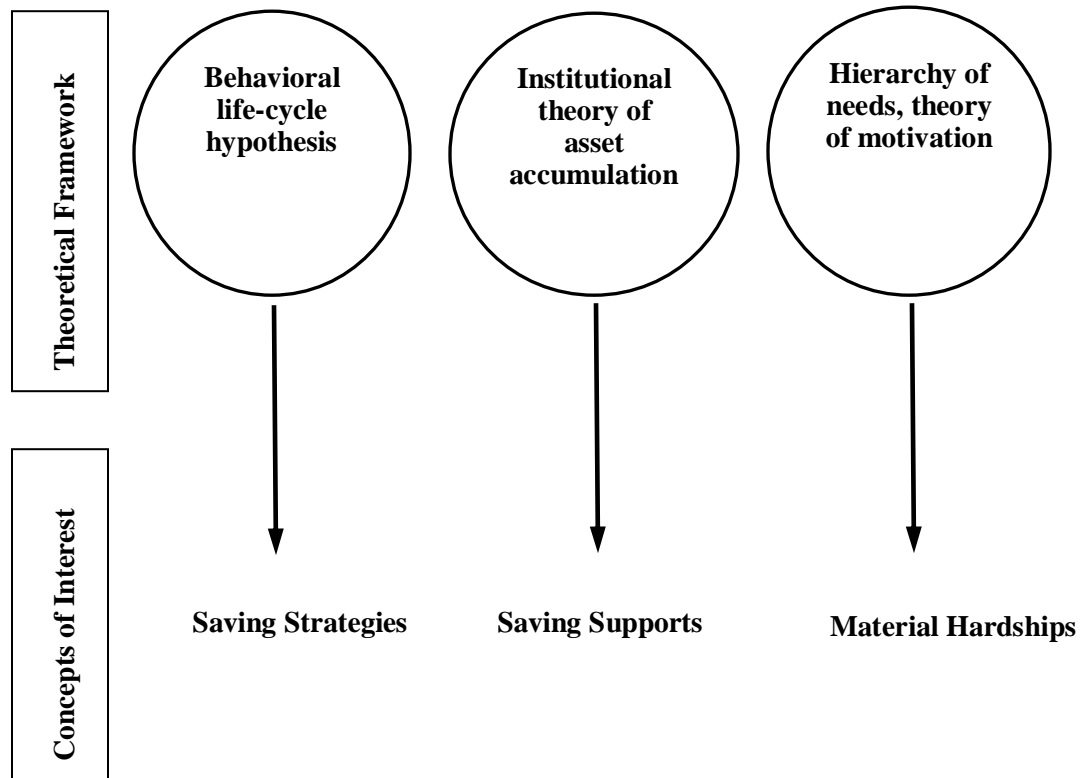 Theoretical Framework
Behavioral
life-cycle
hypothesis
Institutional
theory of
asset
accumulation
Hierarchy of
needs, theory
of motivation
Concepts of Interest
Saving Strategies
Saving Supports
Material Hardships